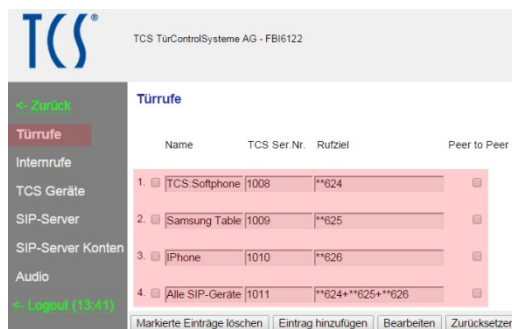 TCS®
TCS TürControlSysteme AG - FBI6122
<- Zurück
Türrufe
Internrufe
TCS Geräte
SIP-Server
SIP-Server Konten
Audio
<- Logout (13:41)
Türrufe
Name TCS Ser.Nr. Rufziel Peer to Peer
1. TCS:Softphone 1008 **624
2. Samsung Table 1009 **625
3. IPhone 1010 **626
4. Alle SIP-Geräte 1011 **624+**625+**626
Markierte Einträge löschen Eintrag hinzufügen Bearbeiten Zurücksetzen